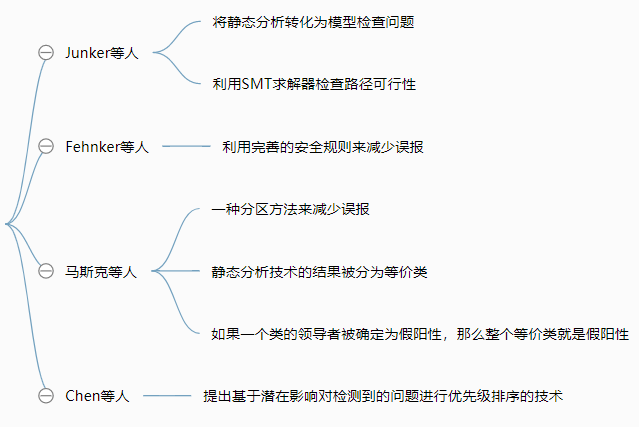 Junker等人
将静态分析转化为模型检查问题
利用SMT求解器检查路径可行性
Fehnker等人
利用完善的安全规则来减少误报
马斯克等人
一种分区方法来减少误报
静态分析技术的结果被分为等价类
如果一个类的领导者被确定为假阳性，那么整个等价类就是假阳性
Chen等人
提出基于潜在影响对检测到的问题进行优先级排序的技术